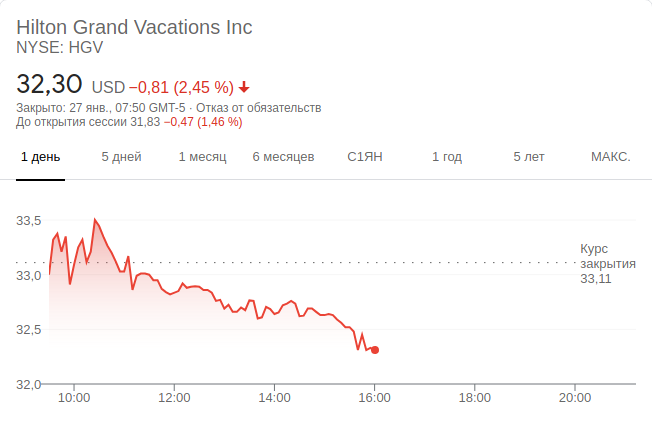 Hilton Grand Vacations Inc
NYSE: HGV
32,30 USD −0,81 (2,45 %)
Закрыто: 27 янв., 07:50 GMT-5 · Отказ от обязательств
До открытия сессии 31,83 −0,47 (1,46 %)
1 день 5 дней 1 месяц 6 месяцев С1ЯН 1 год 5 лет МАКС.
33,5
Курс
закрытия
33,11
33,0
32,5
32,0
10:00 12:00 14:00 16:00 18:00 20:00